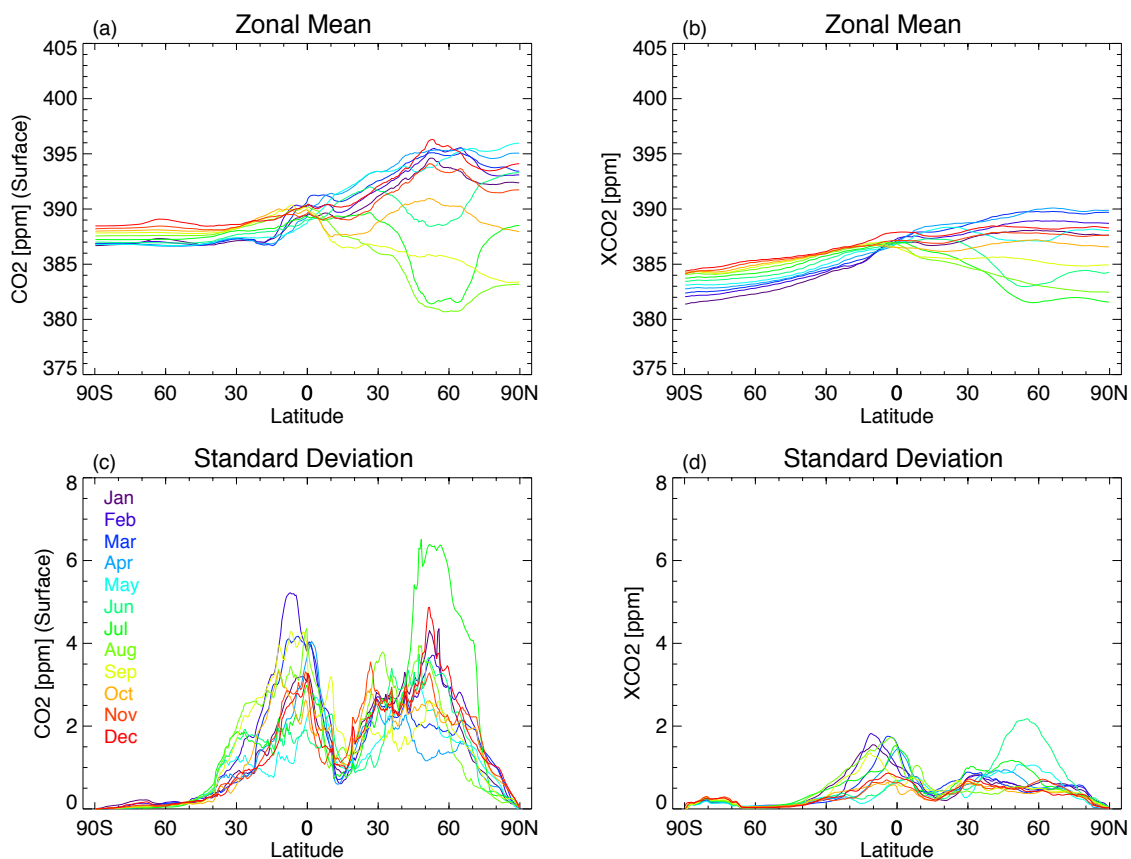 (a) Zonal Mean
405
400
395
390
385
380
375
CO2 [ppm] (Surface)
90S 60 30 0 30 60 90N
Latitude
(b) Zonal Mean
405
400
395
390
385
380
375
XCO2 [ppm]
90S 60 30 0 30 60 90N
Latitude
(c) Standard Deviation
8
6
4
2
0
CO2 [ppm] (Surface)
Jan
Feb
Mar
Apr
May
Jun
Jul
Aug
Sep
Oct
Nov
Dec
90S 60 30 0 30 60 90N
Latitude
(d) Standard Deviation
8
6
4
2
0
XCO2 [ppm]
90S 60 30 0 30 60 90N
Latitude